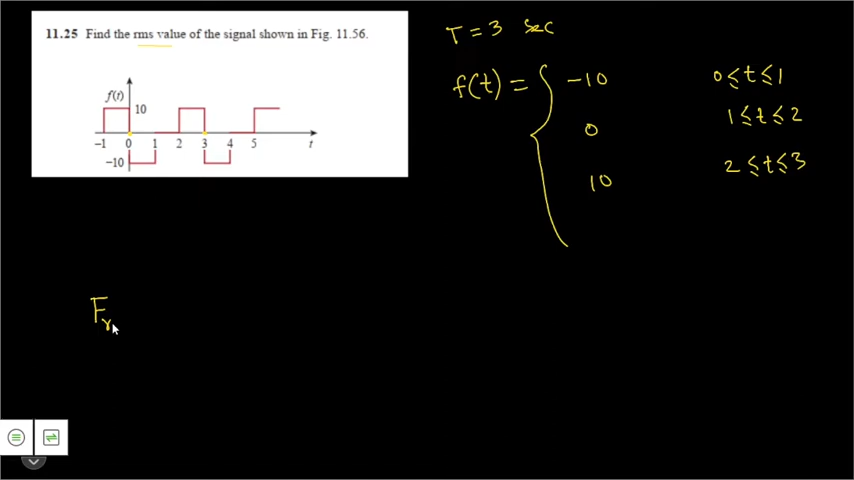 11.25 Find the rms value of the signal shown in Fig. 11.56.
f(t)
10
-1 0 1 2 3 4 5 t
-10
T = 3 sec
f(t) = { -10 0 ≤ t ≤ 1
0 1 ≤ t ≤ 2
10 2 ≤ t ≤ 3
Fr